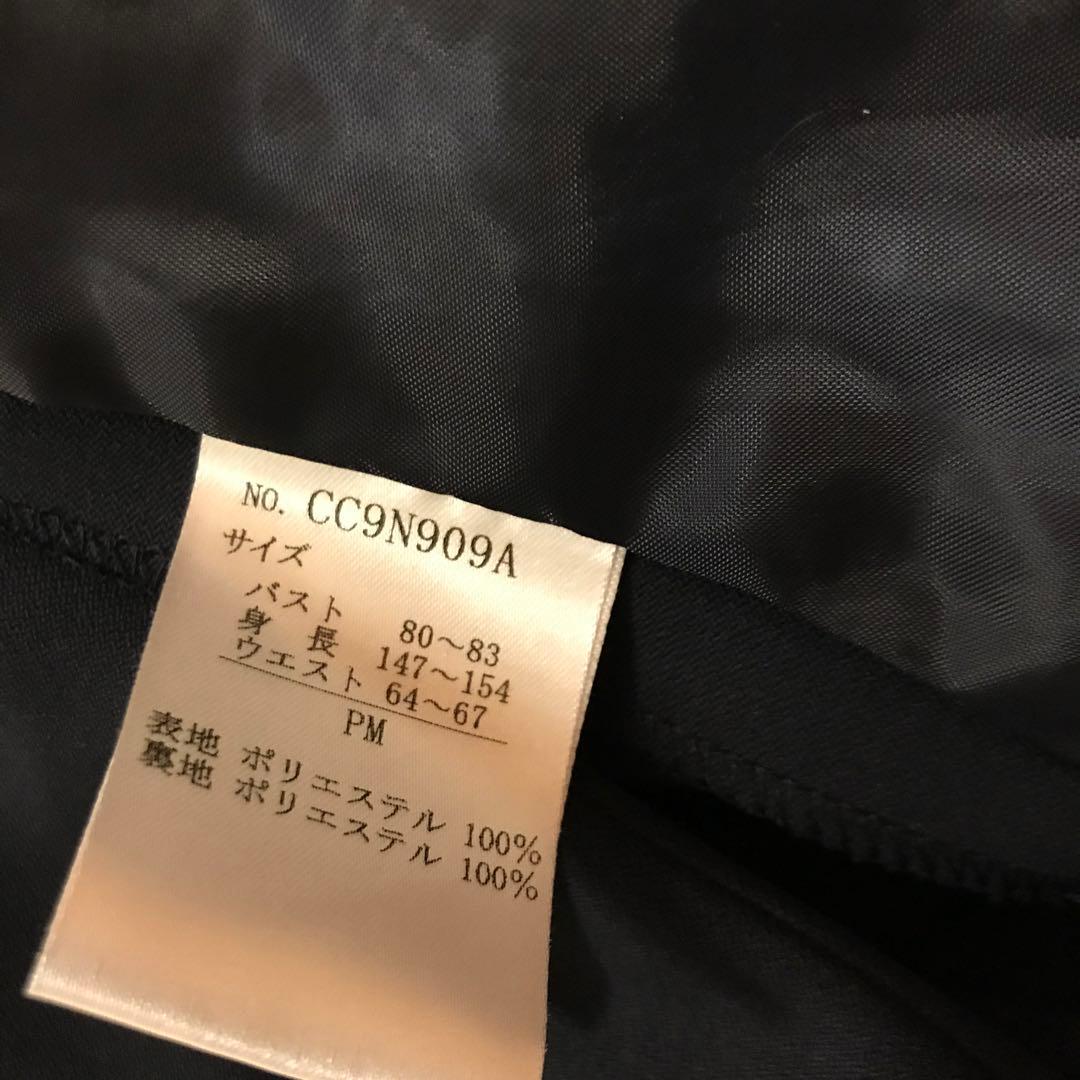 NO. CC9N909A
サイズ
バスト 80～83
身長 147～154
ウエスト 64～67
PM
表地 ポリエステル 100%
裏地 ポリエステル 100%